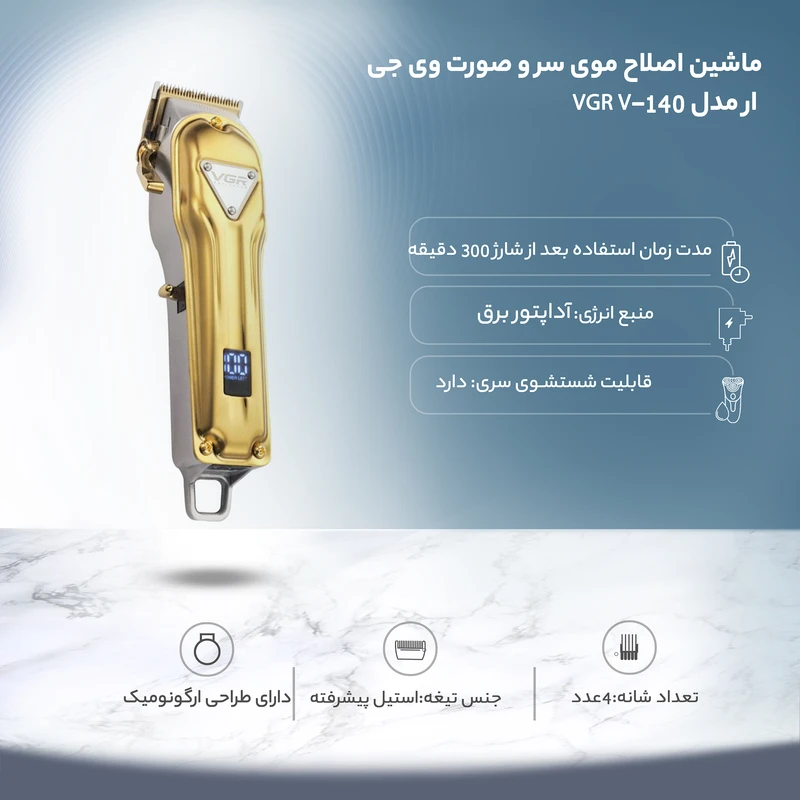 ماشین اصلاح موی سر و صورت وی جی
ار مدل VGR V-140
مدت زمان استفاده بعد از شارژ300 دقیقه
منبع انرژی: آداپتور برق
قابلیت شستشوی سری: دارد
VGR
00
تعداد شانه:4عدد
جنس تیغه:استیل پیشرفته
دارای طراحی ارگونومیک